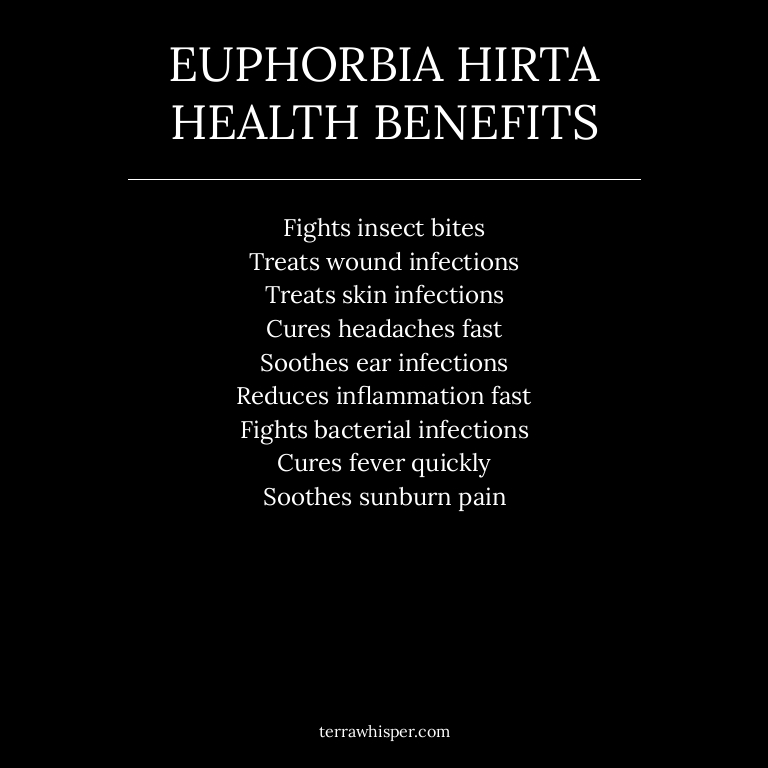 EUPHORBIA HIRTA
HEALTH BENEFITS
Fights insect bites
Treats wound infections
Treats skin infections
Cures headaches fast
Soothes ear infections
Reduces inflammation fast
Fights bacterial infections
Cures fever quickly
Soothes sunburn pain
terrawhisper.com